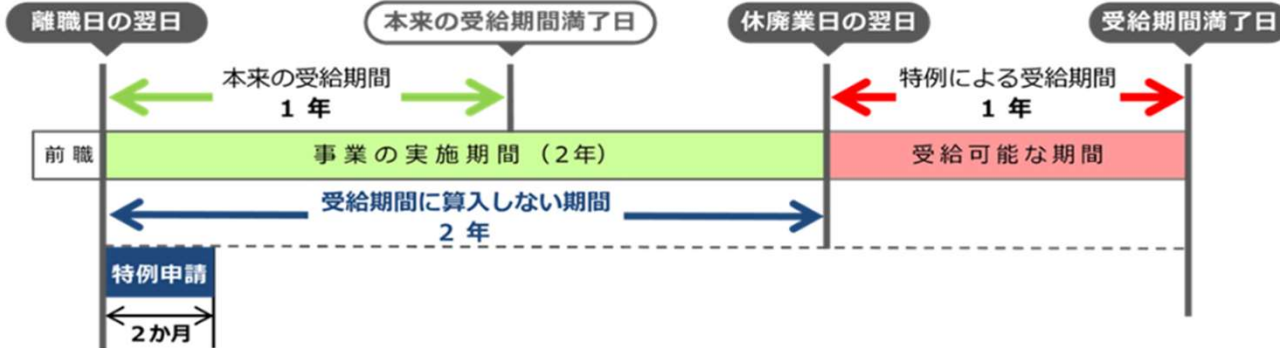 離職日の翌日
本来の受給期間満了日
休廃業日の翌日
受給期間満了日
本来の受給期間
1 年
特例による受給期間
1 年
前職
事業の実施期間（2年）
受給可能な期間
受給期間に算入しない期間
2 年
特例申請
2か月